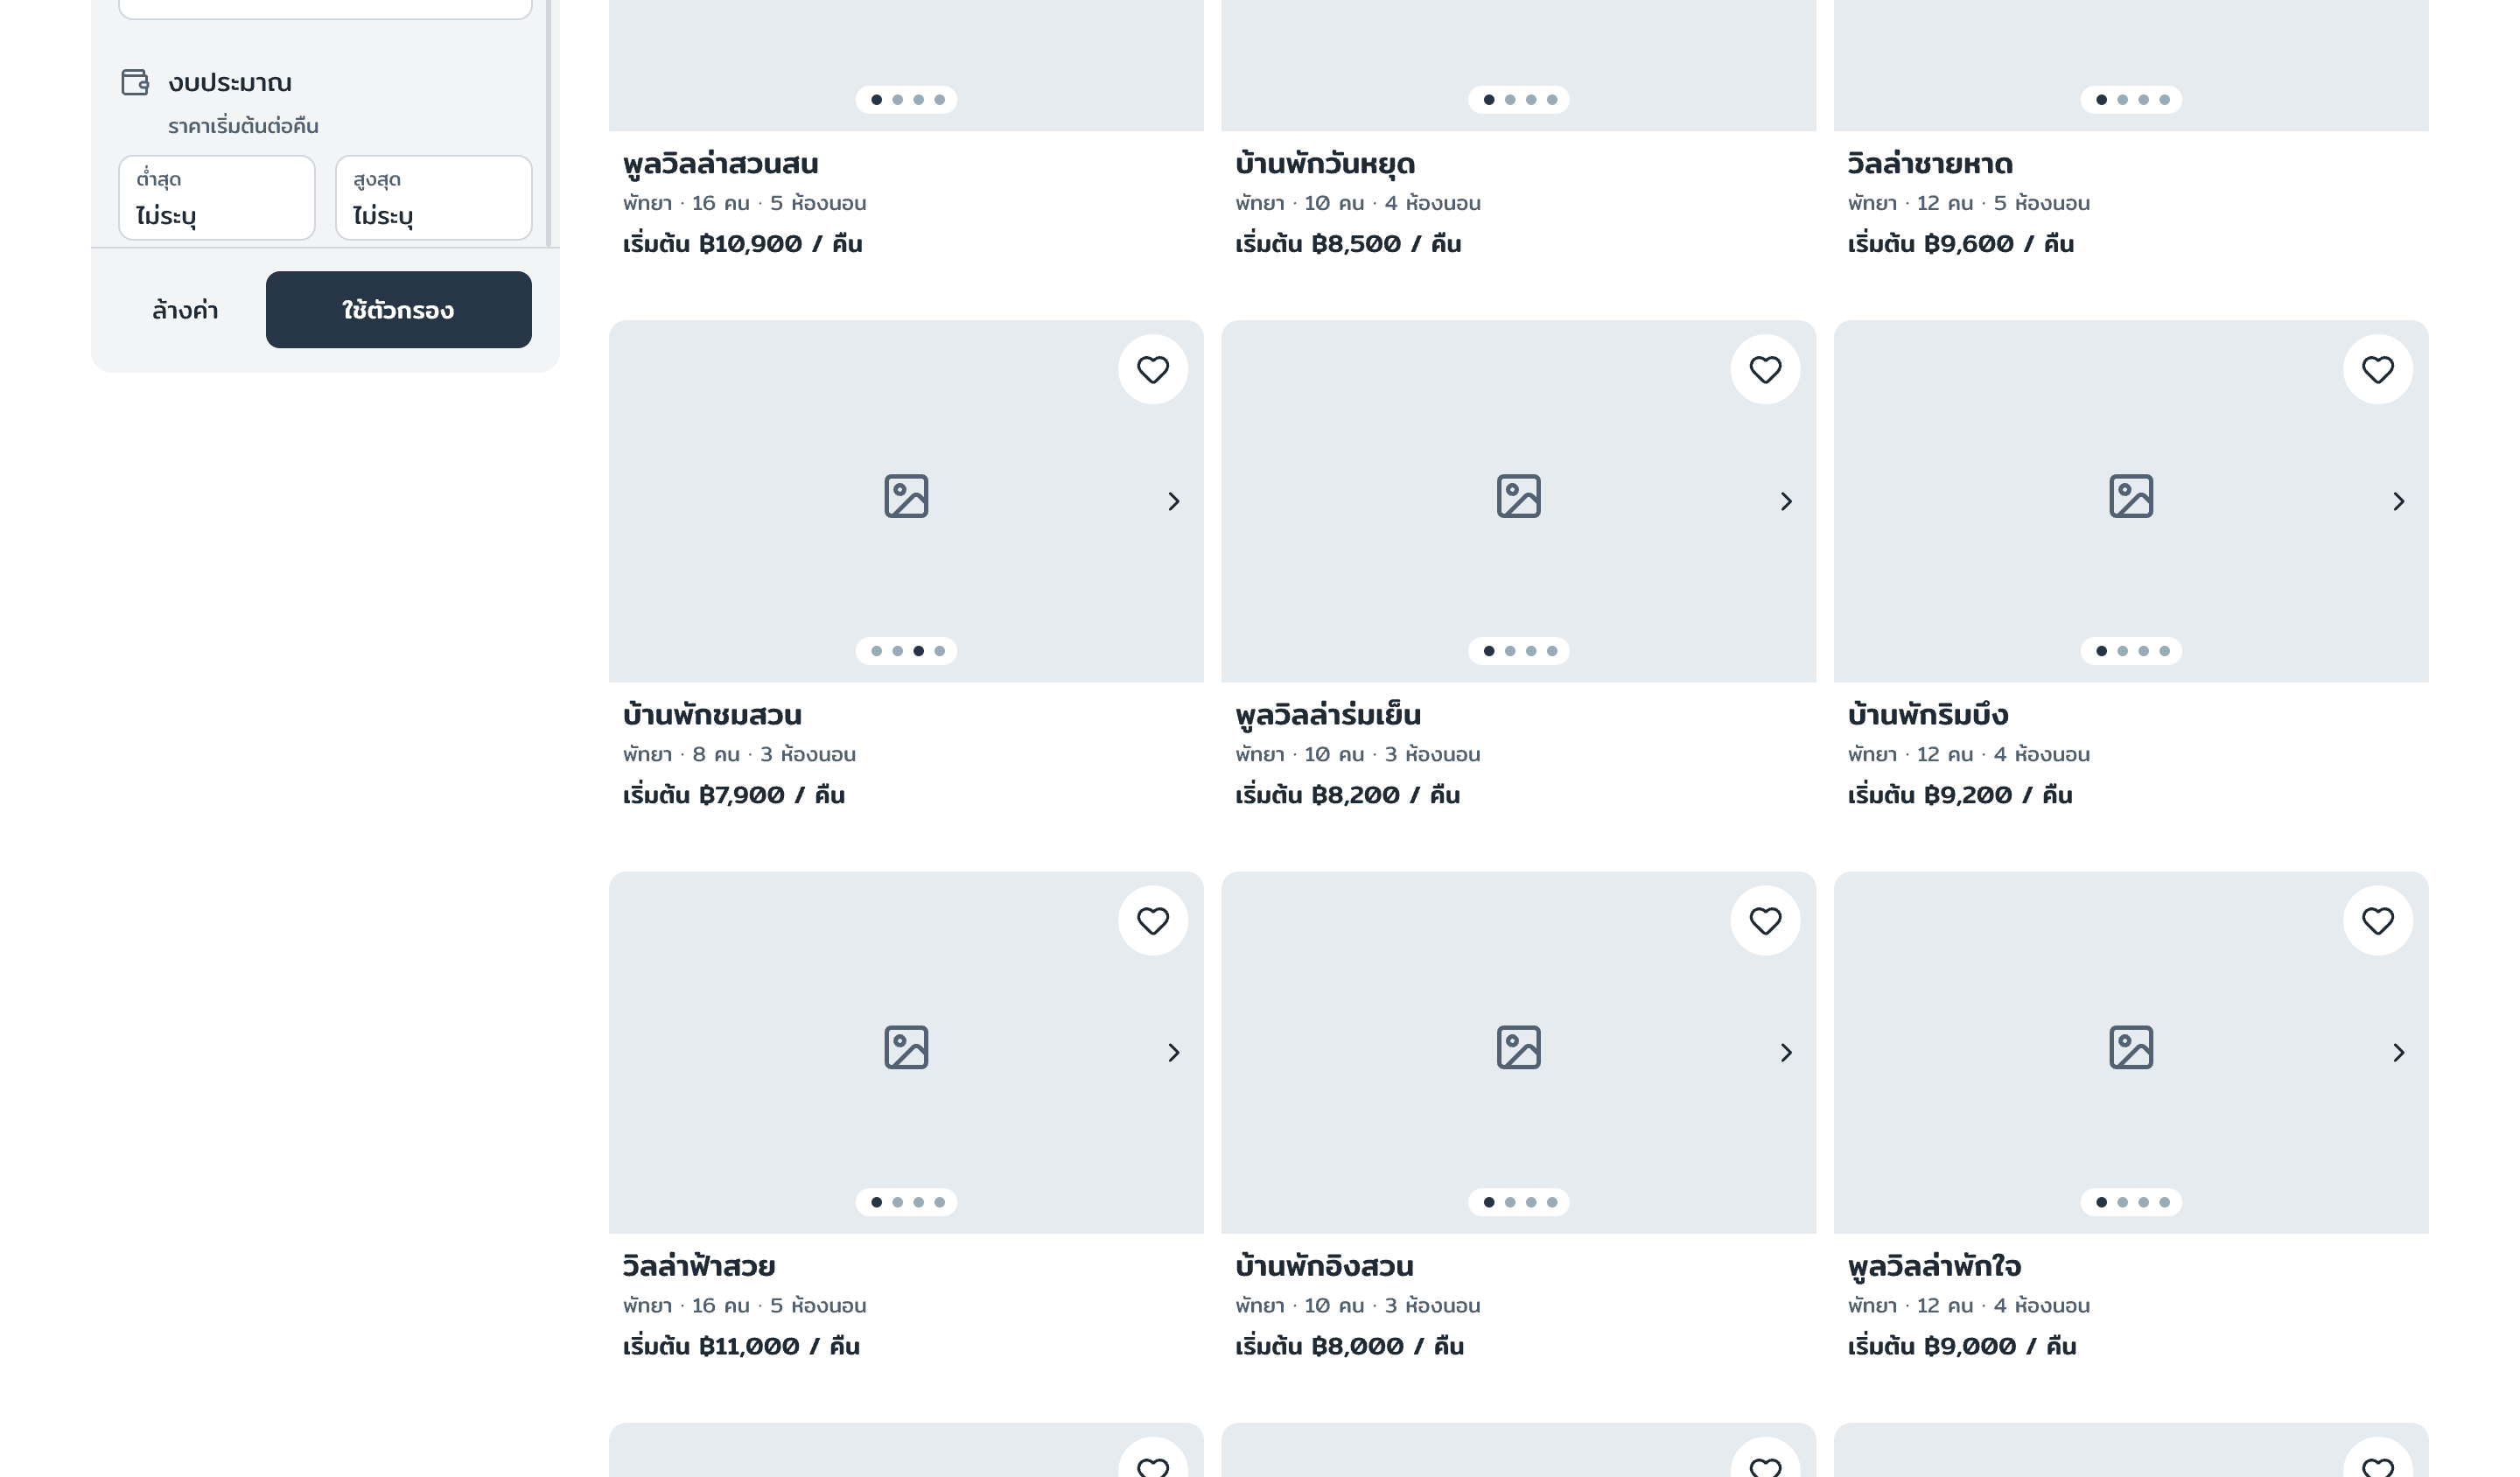 งบประมาณ
ราคาเริ่มต้นต่อคืน
ต่ำสุด
ไม่ระบุ
สูงสุด
ไม่ระบุ
ล้างค่า
ใช้ตัวกรอง
พูลวิลล่าสวนสน
พัทยา · 16 คน · 5 ห้องนอน
เริ่มต้น ฿10,900 / คืน
บ้านพักวันหยุด
พัทยา · 10 คน · 4 ห้องนอน
เริ่มต้น ฿8,500 / คืน
วิลล่าชายหาด
พัทยา · 12 คน · 5 ห้องนอน
เริ่มต้น ฿9,600 / คืน
บ้านพักชมสวน
พัทยา · 8 คน · 3 ห้องนอน
เริ่มต้น ฿7,900 / คืน
พูลวิลล่าร่มเย็น
พัทยา · 10 คน · 3 ห้องนอน
เริ่มต้น ฿8,200 / คืน
บ้านพักริมบึง
พัทยา · 12 คน · 4 ห้องนอน
เริ่มต้น ฿9,200 / คืน
วิลล่าฟ้าสวย
พัทยา · 16 คน · 5 ห้องนอน
เริ่มต้น ฿11,000 / คืน
บ้านพักอิงสวน
พัทยา · 10 คน · 3 ห้องนอน
เริ่มต้น ฿8,000 / คืน
พูลวิลล่าพักใจ
พัทยา · 12 คน · 4 ห้องนอน
เริ่มต้น ฿9,000 / คืน